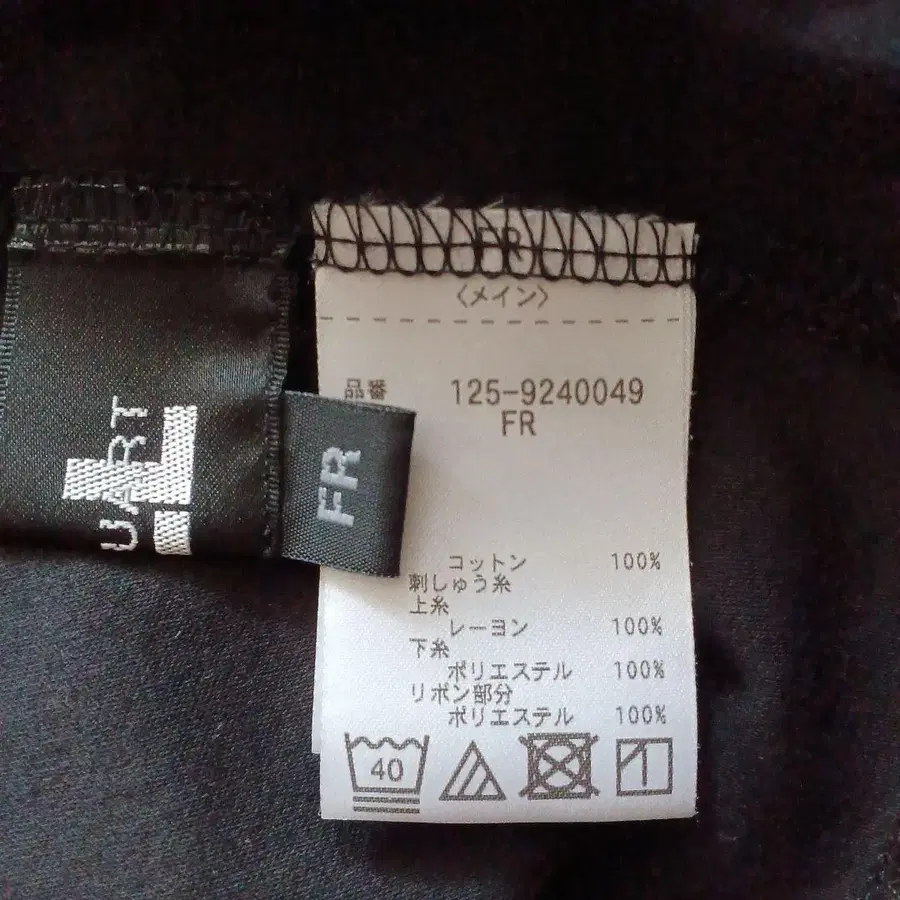 FR
〈メイン〉
品番 125-9240049
FR
コットン 100%
刺しゅう糸
上糸
レーヨン 100%
下糸
ポリエステル 100%
リボン部分
ポリエステル 100%
40
FR